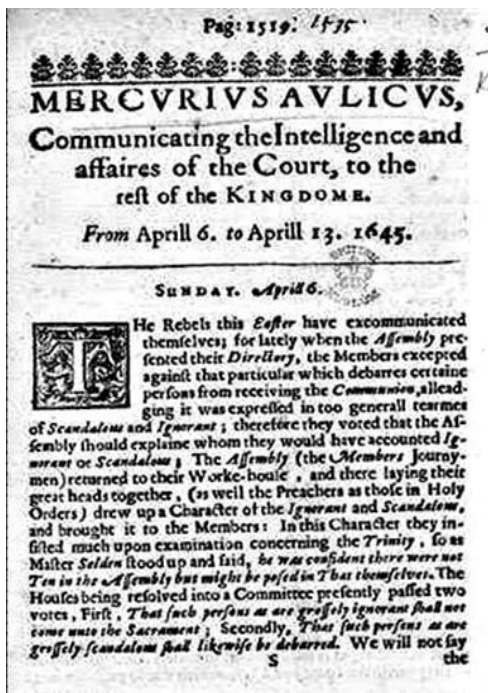 Pag: 1519. 1535
MERCVRIVS AVLICVS,
Communicating the Intelligence and
affaires of the Court, to the
reſt of the KINGDOME.
From Aprill 6. to Aprill 13. 1645.
SUNDAY. Aprill 6.
THe Rebels this Eaſter have excommunicated
themſelves; for lately when the Aſſembly pre-
ſented their Directory, the Members excepted
againſt that particular which debarres certaine
perſons from receiving the Communion, allead-
ging it was expreſſed in too generall tearmes
of Scandalous and Ignorant; therefore they voted that the Aſ-
ſembly ſhould explaine whom they would have accounted Ig-
norant or Scandalous; The Aſſembly (the Members Journy-
men) returned to their Worke-houſe, and there laying their
great heads together, (as well the Preachers as thoſe in Holy
Orders) drew up a Character of the Ignorant and Scandalous,
and brought it to the Members: In this Character they in-
ſiſted much upon examination concerning the Trinity, ſo as
Maſter Selden ſtood up and ſaid, he was confident there were not
Ten in the Aſſembly but might be poſed in That themſelves. The
Houſes being reſolved into a Committee preſently paſſed two
votes, Firſt, That ſuch perſons as are groſſely ignorant ſhall not
come unto the Sacrament; Secondly, That ſuch perſons as are
groſſely ſcandalous ſhall likewiſe be debarred. We will not ſay
S the